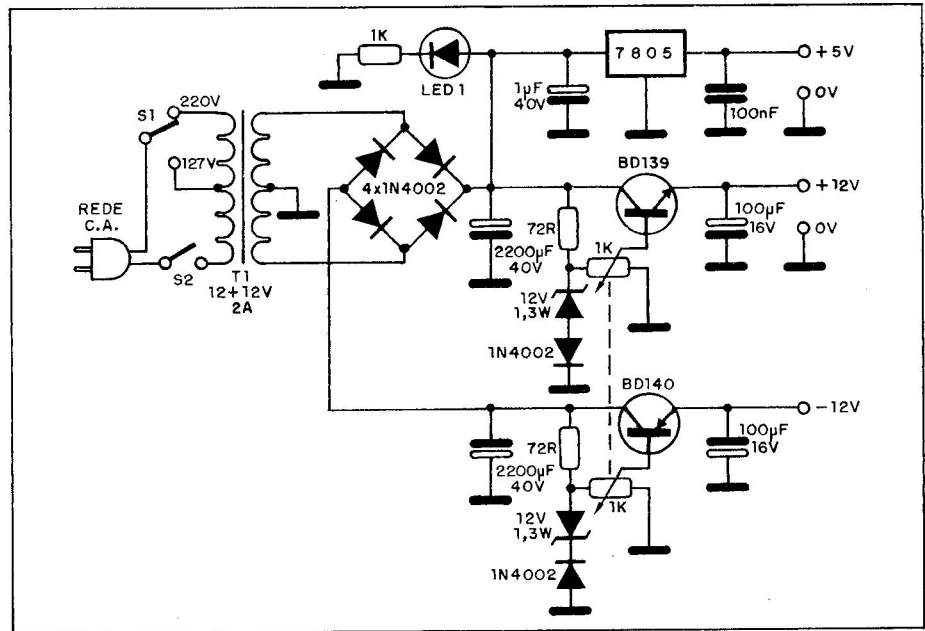 1K
LED 1
7805
+5V
1µF
40V
100nF
0V
220V
S1
127V
REDE
C.A.
S2
T1
12+12V
2A
4x1N4002
BD139
+12V
72R
2200µF
40V
1K
100µF
16V
0V
12V
1,3W
1N4002
BD140
-12V
72R
2200µF
40V
1K
100µF
16V
12V
1,3W
1N4002